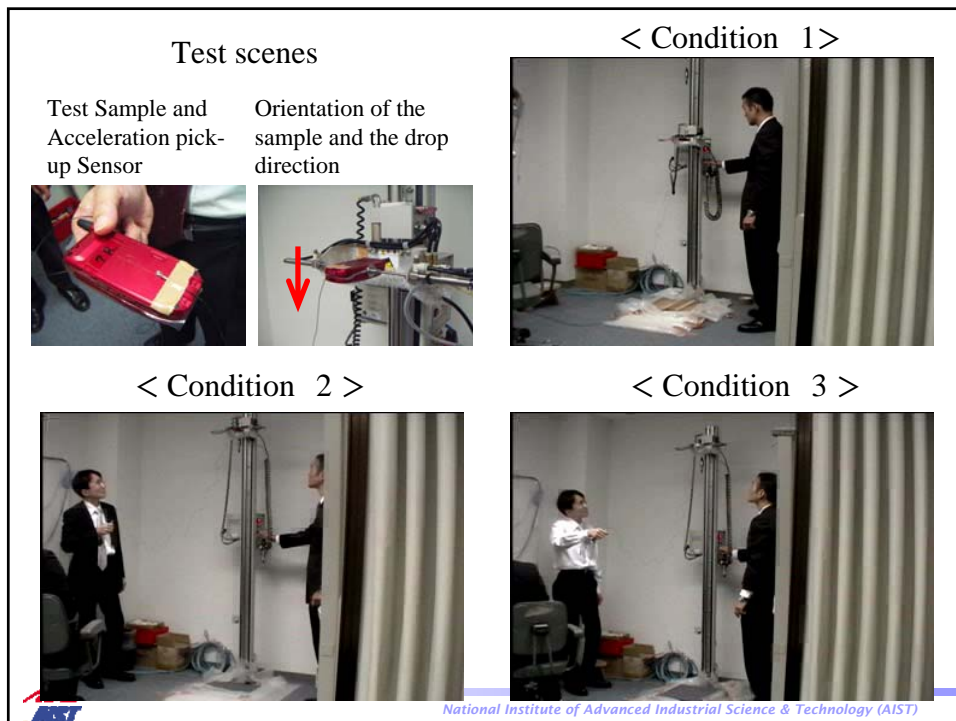 Test scenes
Test Sample and
Acceleration pick-
up Sensor
Orientation of the
sample and the drop
direction
< Condition 1>
< Condition 2 >
< Condition 3 >
AIST
National Institute of Advanced Industrial Science & Technology (AIST)